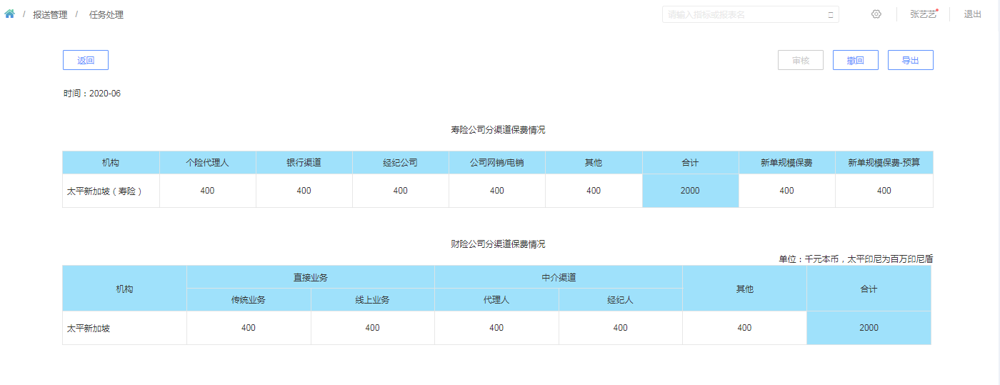 / 报送管理 / 任务处理
请输入指标或报表名
张艺艺
退出
返回
审核 撤回 导出
时间：2020-06
寿险公司分渠道保费情况
机构 个险代理人 银行渠道 经纪公司 公司网销/电销 其他 合计 新单规模保费 新单规模保费-预算
太平新加坡（寿险） 400 400 400 400 400 2000 400 400
财险公司分渠道保费情况
单位：千元本币，太平印尼为百万印尼盾
机构 直接业务 中介渠道 其他 合计
传统业务 线上业务 代理人 经纪人
太平新加坡 400 400 400 400 400 2000